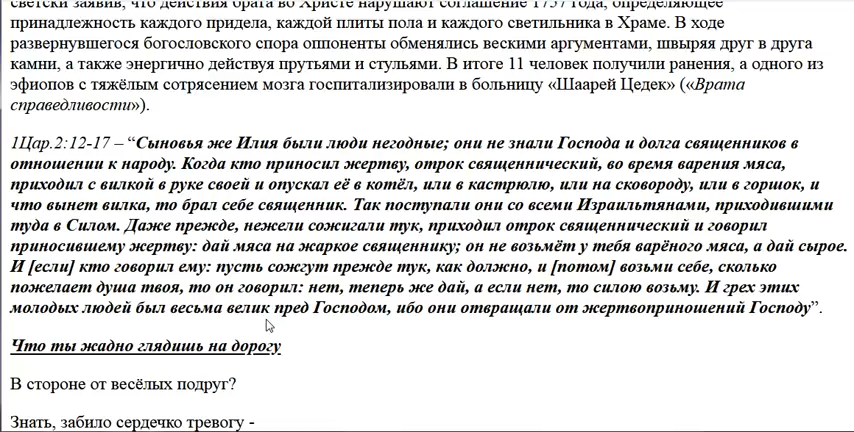 светски заявив, что действия брата во Христе нарушают соглашение 1757 года, определяющее
принадлежность каждого придела, каждой плиты пола и каждого светильника в Храме. В ходе
развернувшегося богословского спора оппоненты обменялись вескими аргументами, швыряя друг в друга
камни, а также энергично действуя прутьями и стульями. В итоге 11 человек получили ранения, а одного из
эфиопов с тяжёлым сотрясением мозга госпитализировали в больницу «Шаарей Цедек» («Врата
справедливости»).
1Цар.2:12-17 – “Сыновья же Илия были люди негодные; они не знали Господа и долга священников в
отношении к народу. Когда кто приносил жертву, отрок священнический, во время варения мяса,
приходил с вилкой в руке своей и опускал её в котёл, или в кастрюлю, или на сковороду, или в горшок, и
что вынет вилка, то брал себе священник. Так поступали они со всеми Израильтянами, приходившими
туда в Силом. Даже прежде, нежели сожигали тук, приходил отрок священнический и говорил
приносившему жертву: дай мяса на жаркое священнику; он не возьмёт у тебя варёного мяса, а дай сырое.
И [если] кто говорил ему: пусть сожгут прежде тук, как должно, и [потом] возьми себе, сколько
пожелает душа твоя, то он говорил: нет, теперь же дай, а если нет, то силою возьму. И грех этих
молодых людей был весьма велик пред Господом, ибо они отвращали от жертвоприношений Господу”.
Что ты жадно глядишь на дорогу
В стороне от весёлых подруг?
Знать, забило сердечко тревогу -